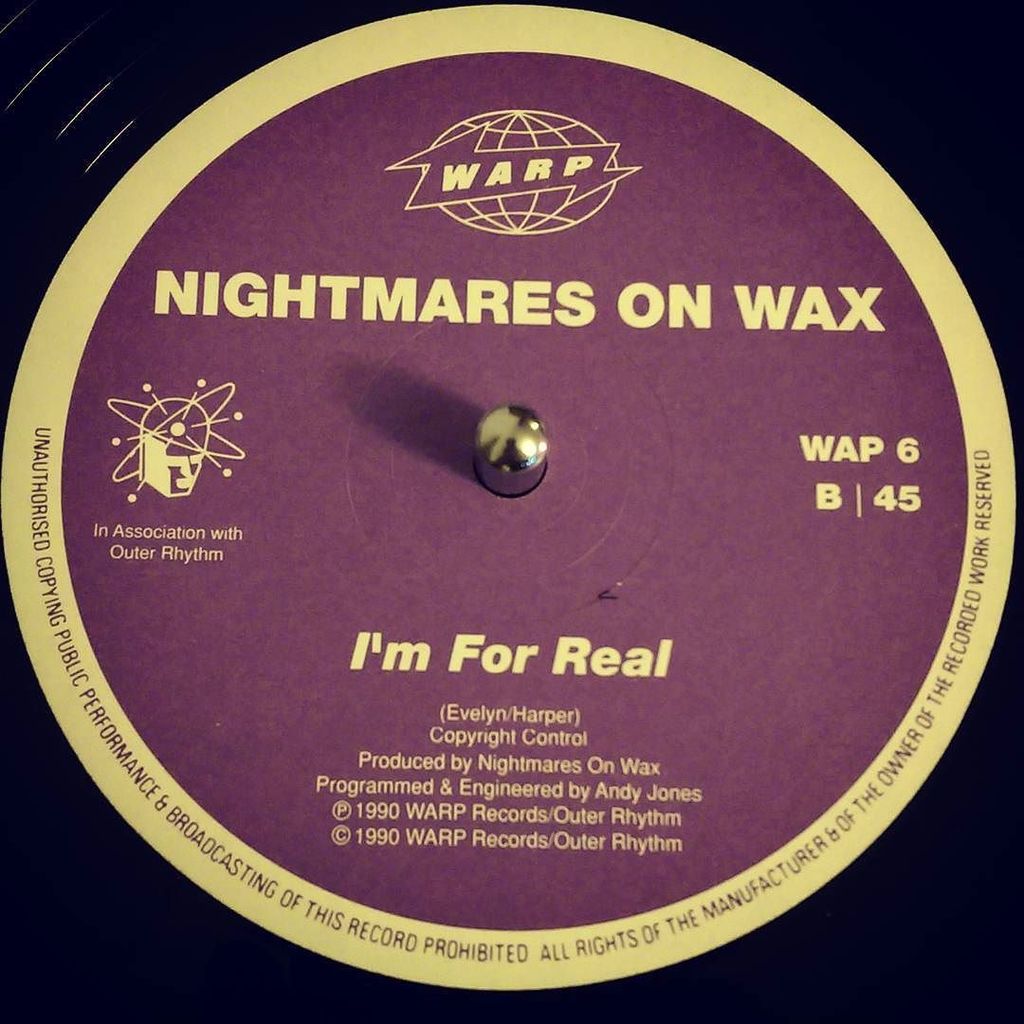 WARP
NIGHTMARES ON WAX
In Association with
Outer Rhythm
WAP 6
B | 45
I'm For Real
(Evelyn/Harper)
Copyright Control
Produced by Nightmares On Wax
Programmed & Engineered by Andy Jones
℗ 1990 WARP Records/Outer Rhythm
© 1990 WARP Records/Outer Rhythm
UNAUTHORISED COPYING PUBLIC PERFORMANCE & BROADCASTING OF THIS RECORD PROHIBITED ALL RIGHTS OF THE MANUFACTURER & OF THE OWNER OF THE RECORDED WORK RESERVED